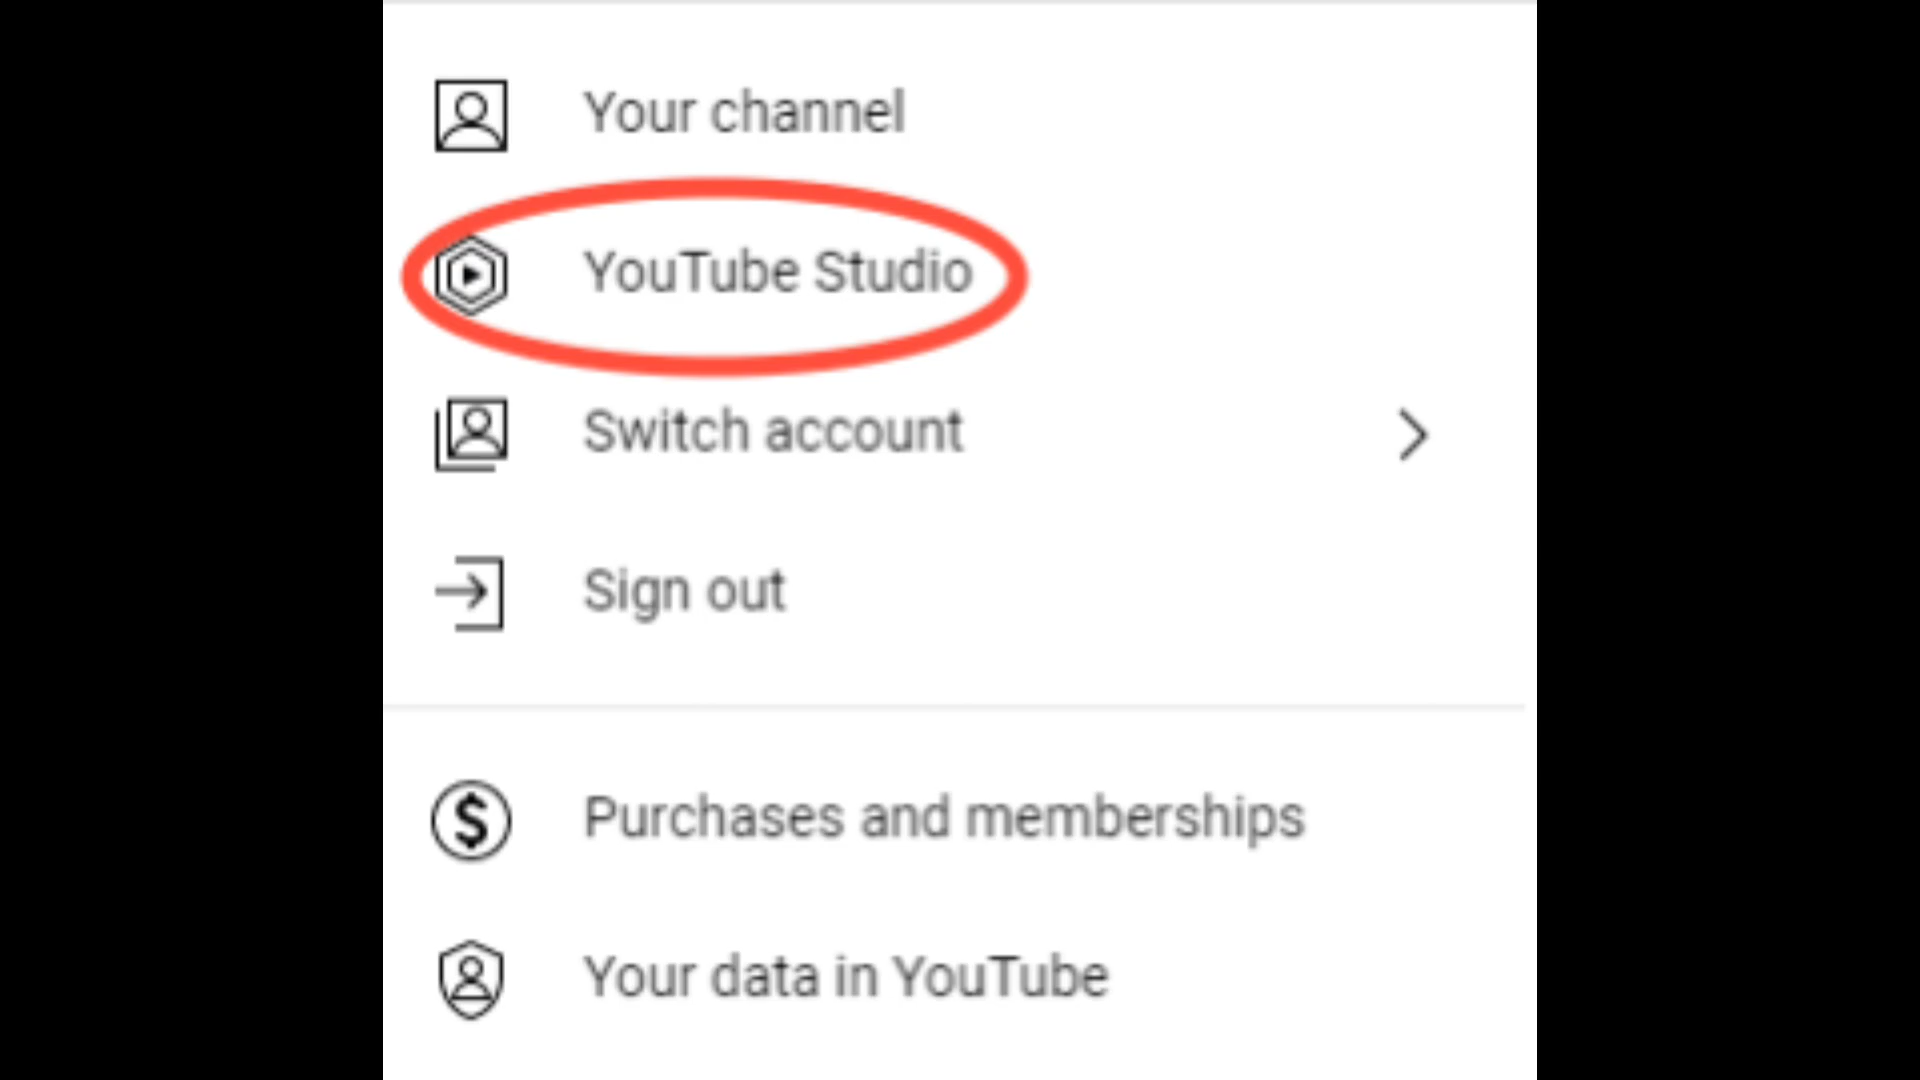 Your channel
YouTube Studio
Switch account
Sign out
Purchases and memberships
Your data in YouTube